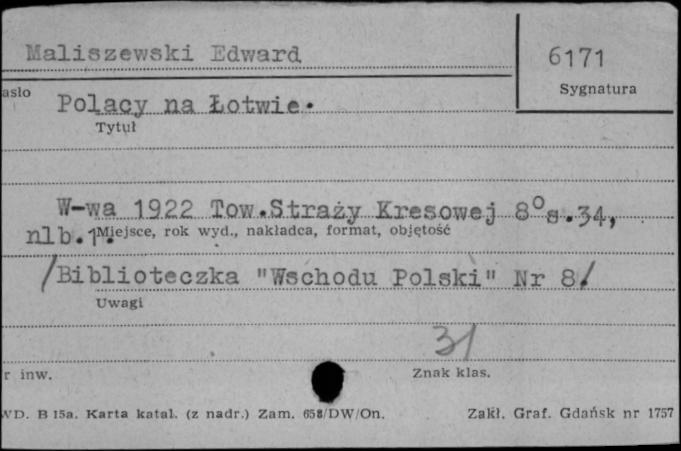 Maliszewski Edward
6171
Sygnatura
asło
Polacy na Łotwie.
Tytuł
W-wa 1922 Tow.Straży Kresowej 8°s.34,
nlb.1.
Miejsce, rok wyd., nakładca, format, objętość
/Biblioteczka "Wschodu Polski" Nr 8/
Uwagi
31
r inw.
Znak klas.
WD. B 15a. Karta katal. (z nadr.) Zam. 658/DW/On.
Zakł. Graf. Gdańsk nr 1757